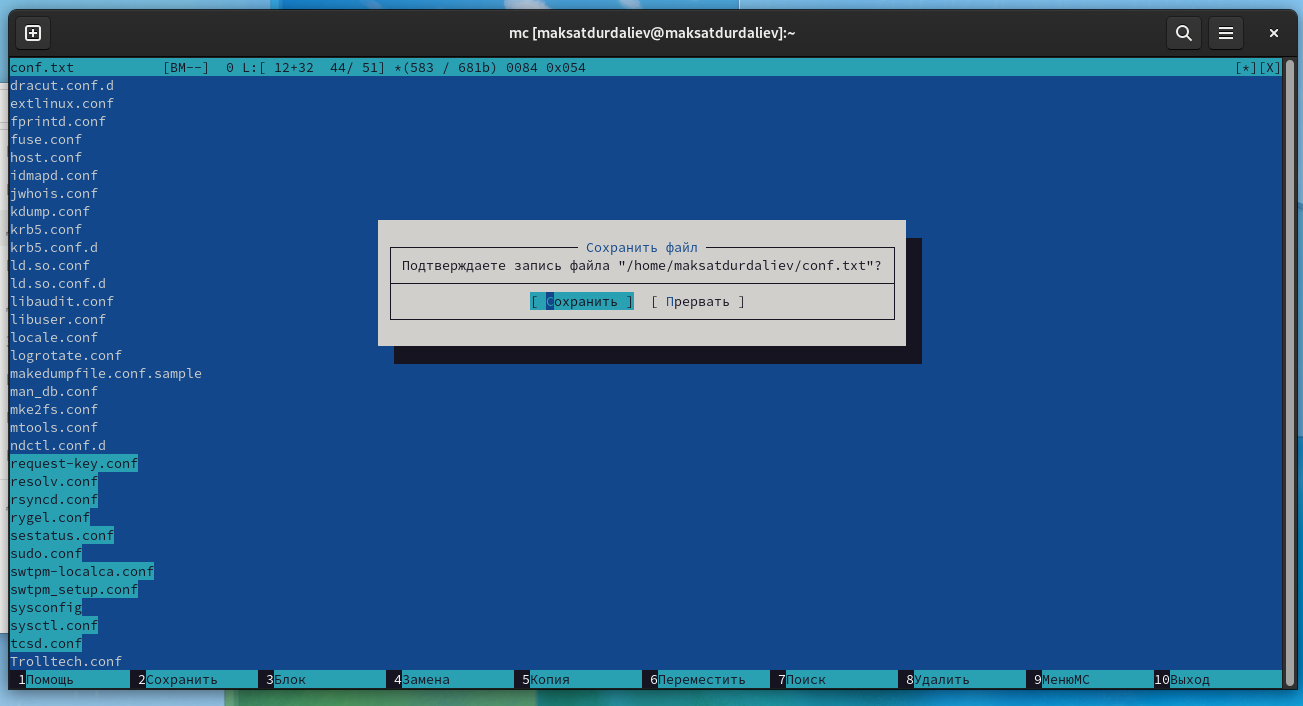 mc [maksatdurdaliev@maksatdurdaliev]:~
conf.txt [BM--] 0 L:[ 12+32 44/ 51] *(583 / 681b) 0084 0x054 [*][X]
dracut.conf.d
extlinux.conf
fprintd.conf
fuse.conf
host.conf
idmapd.conf
jwhois.conf
kdump.conf
krb5.conf
krb5.conf.d
ld.so.conf
ld.so.conf.d
libaudit.conf
libuser.conf
locale.conf
logrotate.conf
makedumpfile.conf.sample
man_db.conf
mke2fs.conf
mtools.conf
ndctl.conf.d
request-key.conf
resolv.conf
rsyncd.conf
rygel.conf
sestatus.conf
sudo.conf
swtpm-localca.conf
swtpm_setup.conf
sysconfig
sysctl.conf
tcsd.conf
Trolltech.conf
Сохранить файл
Подтверждаете запись файла "/home/maksatdurdaliev/conf.txt"?
[ Сохранить ] [ Прервать ]
1Помощь 2Сохранить 3Блок 4Замена 5Копия 6Переместить 7Поиск 8Удалить 9МенюMC 10Выход